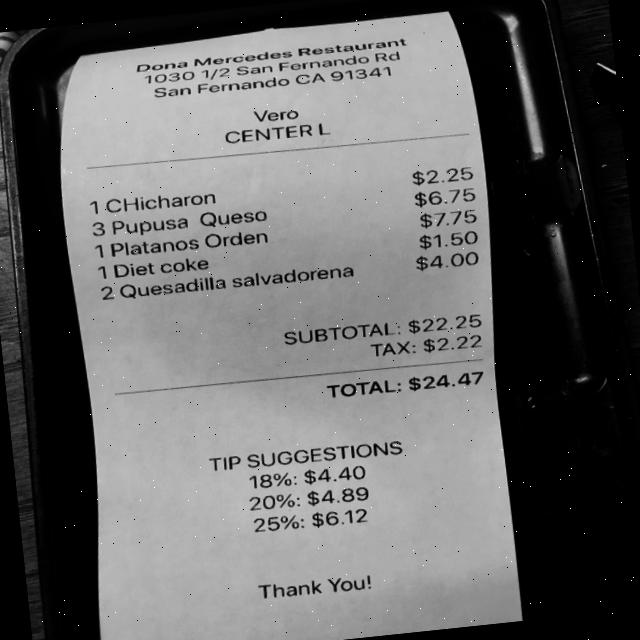 Dona Mercedes Restaurant
1030 1/2 San Fernando Rd
San Fernando CA 91341
Vero
CENTER L
1 CHicharon $2.25
3 Pupusa Queso $6.75
1 Platanos Orden $7.75
1 Diet coke $1.50
2 Quesadilla salvadorena $4.00
SUBTOTAL: $22.25
TAX: $2.22
TOTAL: $24.47
TIP SUGGESTIONS
18%: $4.40
20%: $4.89
25%: $6.12
Thank You!